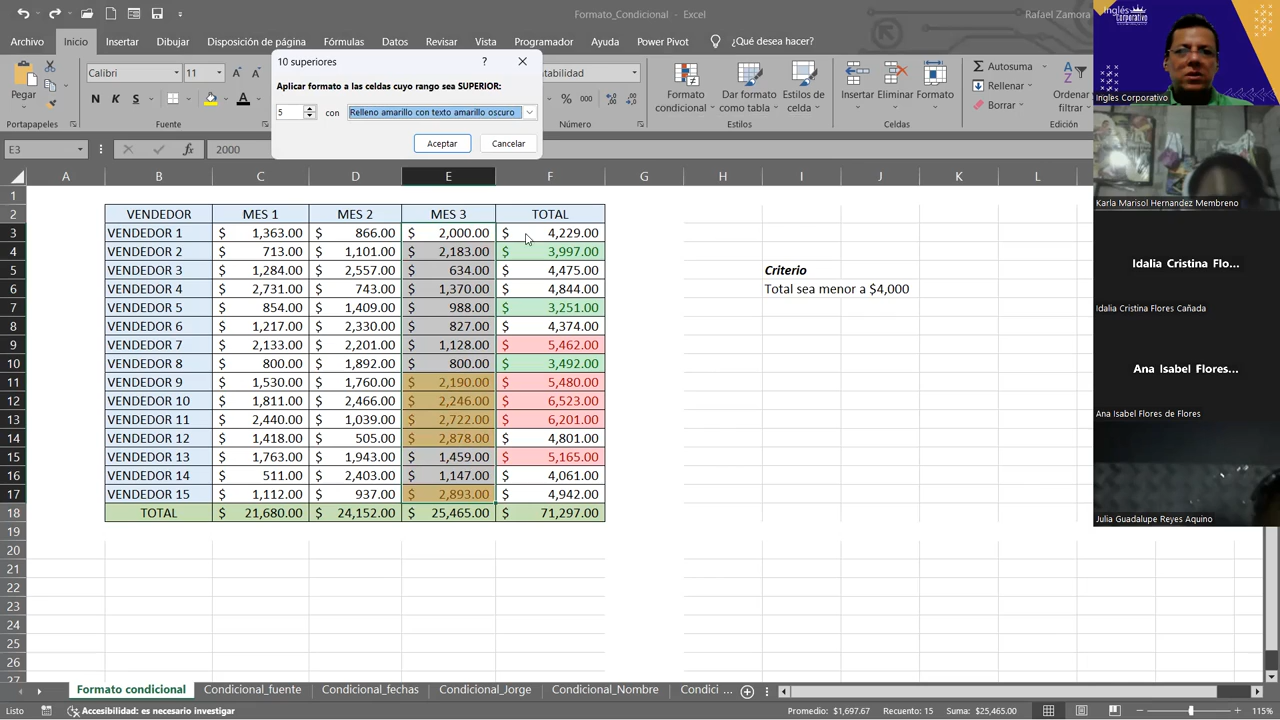 Formato_Condicional - Excel
Rafael Zamora
Archivo Inicio Insertar Dibujar Disposición de página Fórmulas Datos Revisar Vista Programador Ayuda Power Pivot ¿Qué desea hacer?
10 superiores
? ×
Aplicar formato a las celdas cuyo rango sea SUPERIOR:
5 con Relleno amarillo con texto amarillo oscuro
Aceptar Cancelar
Pegar
Calibri 11
N K S
Formato condicional
Dar formato como tabla
Estilos de celda
Insertar Eliminar Formato
Autosuma
Rellenar
Borrar
Ordenar filtrar
Portapapeles Fuente Número Estilos Celdas Edición
E3 fx 2000
A B C D E F G H I J K L
1
2 VENDEDOR MES 1 MES 2 MES 3 TOTAL
3 VENDEDOR 1 $ 1,363.00 $ 866.00 $ 2,000.00 $ 4,229.00
4 VENDEDOR 2 $ 713.00 $ 1,101.00 $ 2,183.00 $ 3,997.00
5 VENDEDOR 3 $ 1,284.00 $ 2,557.00 $ 634.00 $ 4,475.00 Criterio
6 VENDEDOR 4 $ 2,731.00 $ 743.00 $ 1,370.00 $ 4,844.00 Total sea menor a $4,000
7 VENDEDOR 5 $ 854.00 $ 1,409.00 $ 988.00 $ 3,251.00
8 VENDEDOR 6 $ 1,217.00 $ 2,330.00 $ 827.00 $ 4,374.00
9 VENDEDOR 7 $ 2,133.00 $ 2,201.00 $ 1,128.00 $ 5,462.00
10 VENDEDOR 8 $ 800.00 $ 1,892.00 $ 800.00 $ 3,492.00
11 VENDEDOR 9 $ 1,530.00 $ 1,760.00 $ 2,190.00 $ 5,480.00
12 VENDEDOR 10 $ 1,811.00 $ 2,466.00 $ 2,246.00 $ 6,523.00
13 VENDEDOR 11 $ 2,440.00 $ 1,039.00 $ 2,722.00 $ 6,201.00
14 VENDEDOR 12 $ 1,418.00 $ 505.00 $ 2,878.00 $ 4,801.00
15 VENDEDOR 13 $ 1,763.00 $ 1,943.00 $ 1,459.00 $ 5,165.00
16 VENDEDOR 14 $ 511.00 $ 2,403.00 $ 1,147.00 $ 4,061.00
17 VENDEDOR 15 $ 1,112.00 $ 937.00 $ 2,893.00 $ 4,942.00
18 TOTAL $ 21,680.00 $ 24,152.00 $ 25,465.00 $ 71,297.00
19
20
21
22
23
24
25
26
27
Formato condicional Condicional_fuente Condicional_fechas Condicional_Jorge Condicional_Nombre Condici ...
Listo Accesibilidad: es necesario investigar Promedio: $1,697.67 Recuento: 15 Suma: $25,465.00 115%
Inglés Corporativo
Ingles Corporativo
Karla Marisol Hernandez Membreno
Idalia Cristina Flo...
Idalia Cristina Flores Cañada
Ana Isabel Flores...
Ana Isabel Flores de Flores
Julia Guadalupe Reyes Aquino